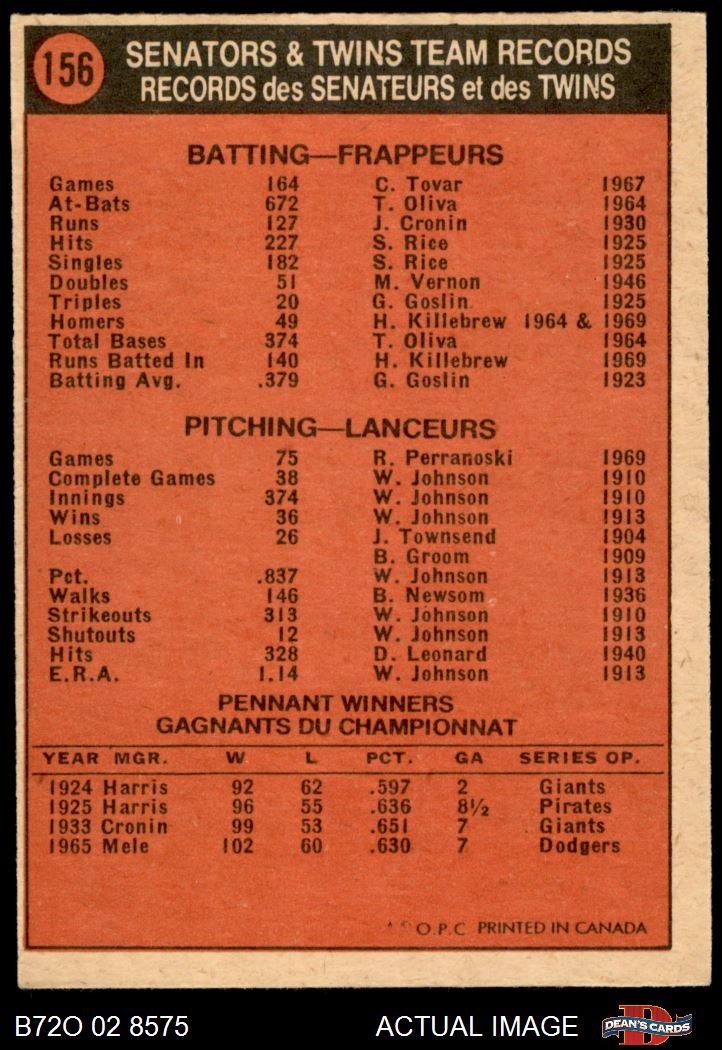 156
SENATORS & TWINS TEAM RECORDS
RECORDS des SENATEURS et des TWINS
BATTING—FRAPPEURS
Games 164 C. Tovar 1967
At-Bats 672 T. Oliva 1964
Runs 127 J. Cronin 1930
Hits 227 S. Rice 1925
Singles 182 S. Rice 1925
Doubles 51 M. Vernon 1946
Triples 20 G. Goslin 1925
Homers 49 H. Killebrew 1964 & 1969
Total Bases 374 T. Oliva 1964
Runs Batted In 140 H. Killebrew 1969
Batting Avg. .379 G. Goslin 1923
PITCHING—LANCEURS
Games 75 R. Perranoski 1969
Complete Games 38 W. Johnson 1910
Innings 374 W. Johnson 1910
Wins 36 W. Johnson 1913
Losses 26 J. Townsend 1904
B. Groom 1909
Pct. .837 W. Johnson 1913
Walks 146 B. Newsom 1936
Strikeouts 313 W. Johnson 1910
Shutouts 12 W. Johnson 1913
Hits 328 D. Leonard 1940
E.R.A. 1.14 W. Johnson 1913
PENNANT WINNERS
GAGNANTS DU CHAMPIONNAT
YEAR MGR. W L PCT. GA SERIES OP.
1924 Harris 92 62 .597 2 Giants
1925 Harris 96 55 .636 8½ Pirates
1933 Cronin 99 53 .651 7 Giants
1965 Mele 102 60 .630 7 Dodgers
O.P.C PRINTED IN CANADA
B72O 02 8575 ACTUAL IMAGE DEAN'S CARDS